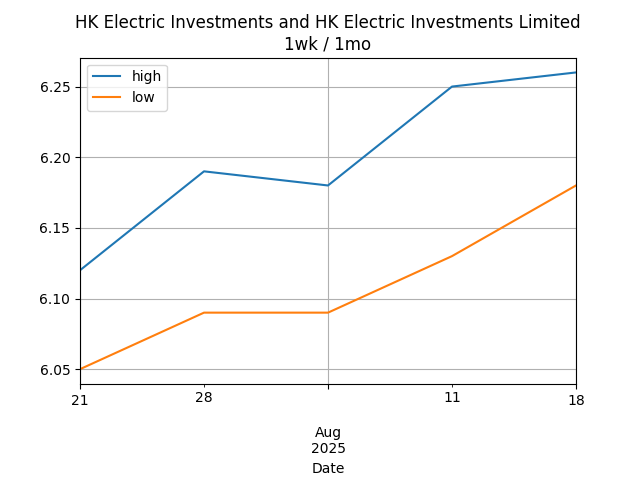 HK Electric Investments and HK Electric Investments Limited
1wk / 1mo
high
low
6.25
6.20
6.15
6.10
6.05
21
28
11
18
Aug
2025
Date